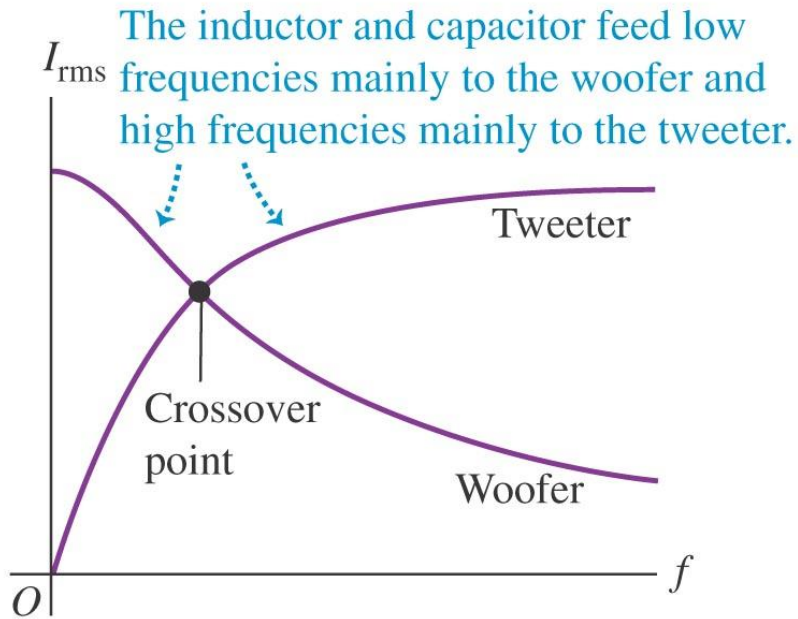 The inductor and capacitor feed low
I_rms frequencies mainly to the woofer and
high frequencies mainly to the tweeter.
Tweeter
Crossover
point
Woofer
f
O